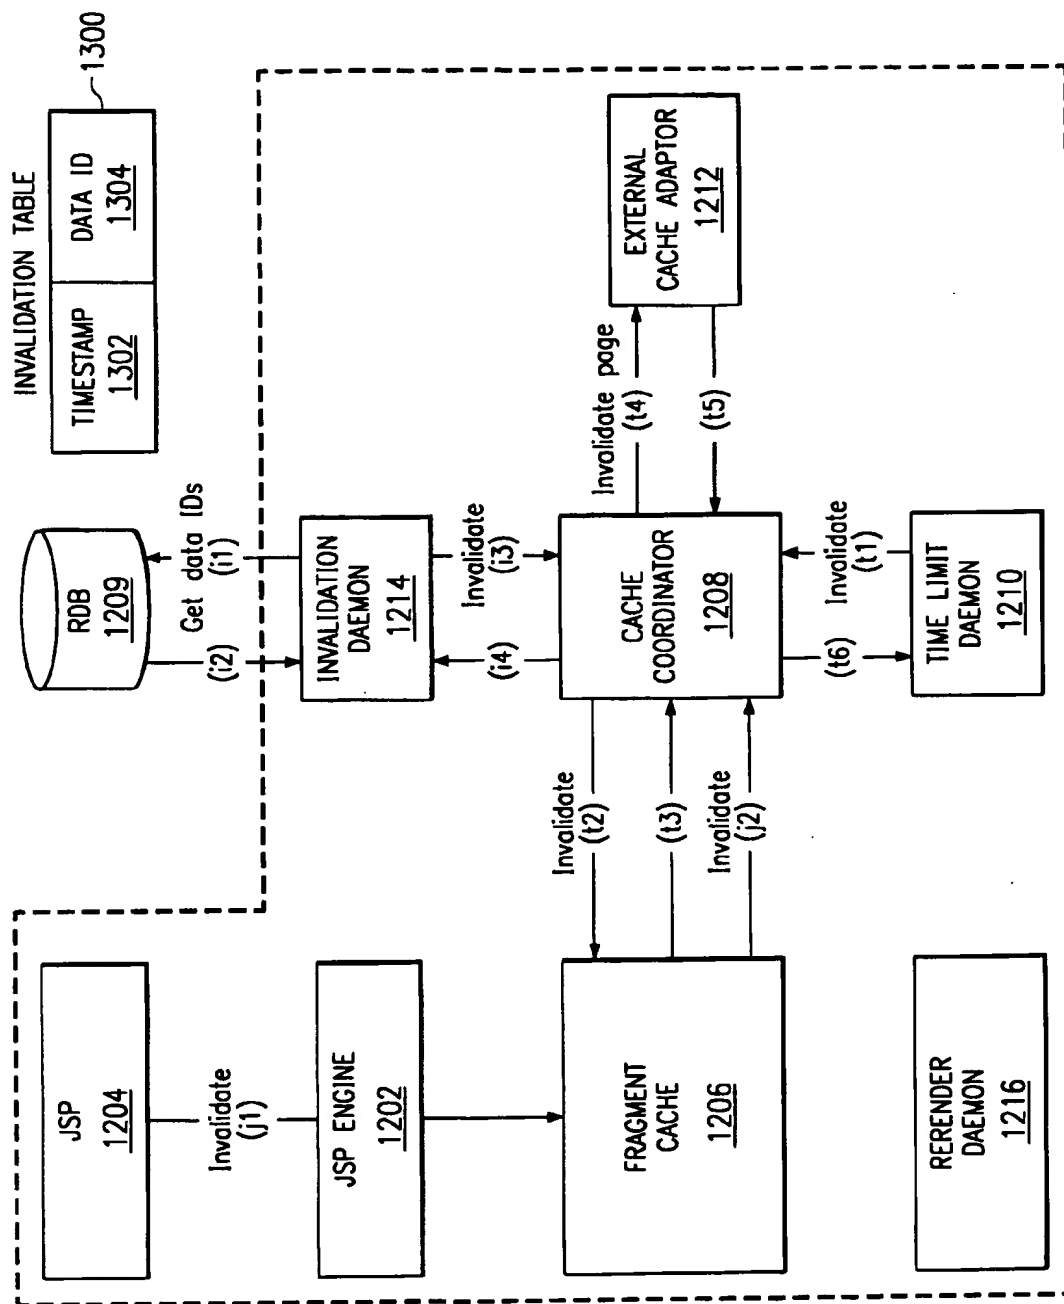 INVALIDATION TABLE
1300
TIMESTAMP
1302
DATA ID
1304
RDB
1209
Get data IDs
(i1)
(i2)
JSP
1204
Invalidate
(j1)
JSP ENGINE
1202
INVALIDATION
DAEMON
1214
Invalidate
(i3)
(i4)
FRAGMENT
CACHE
1206
Invalidate
(t2)
(t3)
Invalidate
(j2)
CACHE
COORDINATOR
1208
Invalidate page
(t4)
(t5)
EXTERNAL
CACHE ADAPTOR
1212
Invalidate
(t1)
(t6)
RERENDER
DAEMON
1216
TIME LIMIT
DAEMON
1210